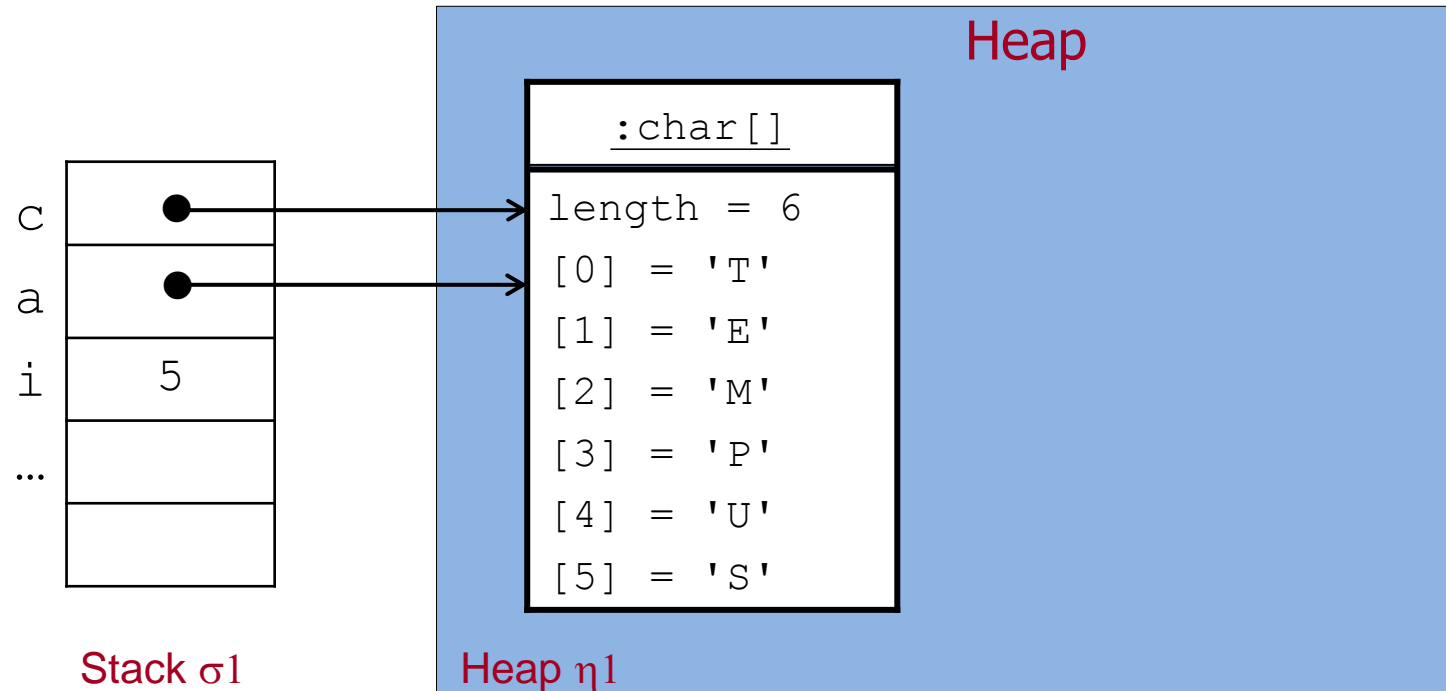 Heap
:char[]
length = 6
[0] = 'T'
[1] = 'E'
[2] = 'M'
[3] = 'P'
[4] = 'U'
[5] = 'S'
c
a
i 5
…
Stack σ1
Heap η1